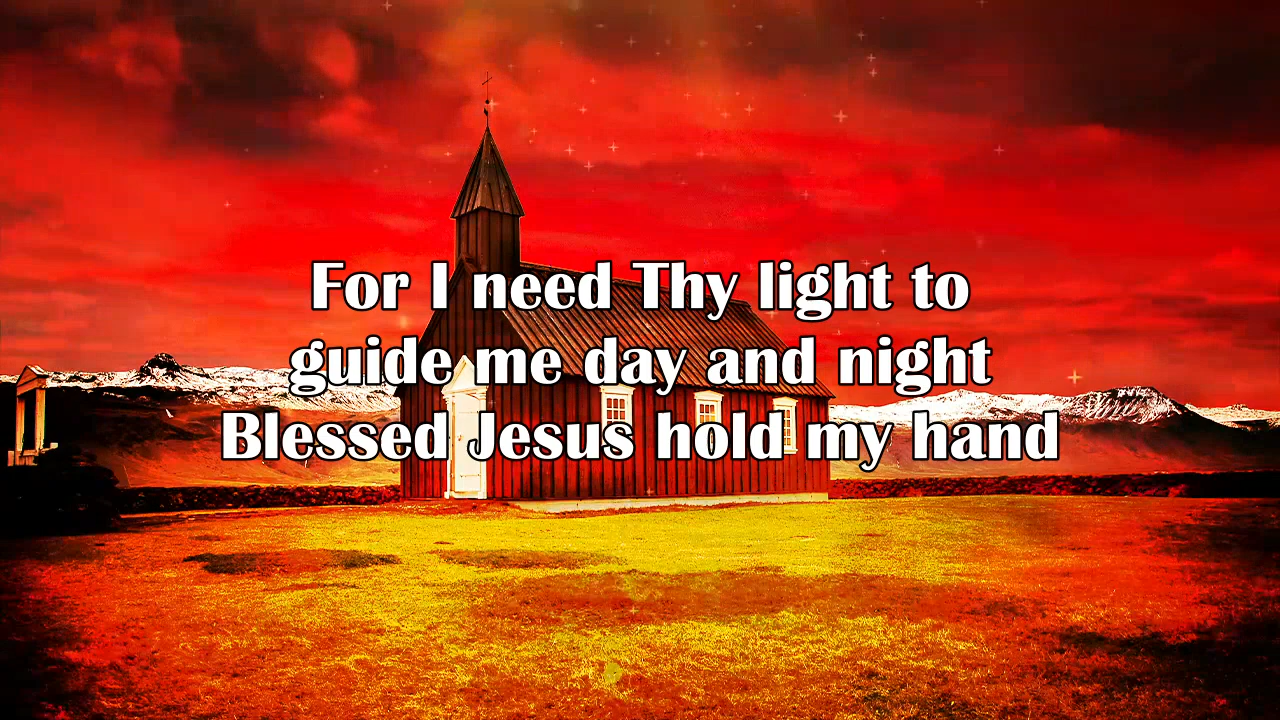 For I need Thy light to
guide me day and night
Blessed Jesus hold my hand